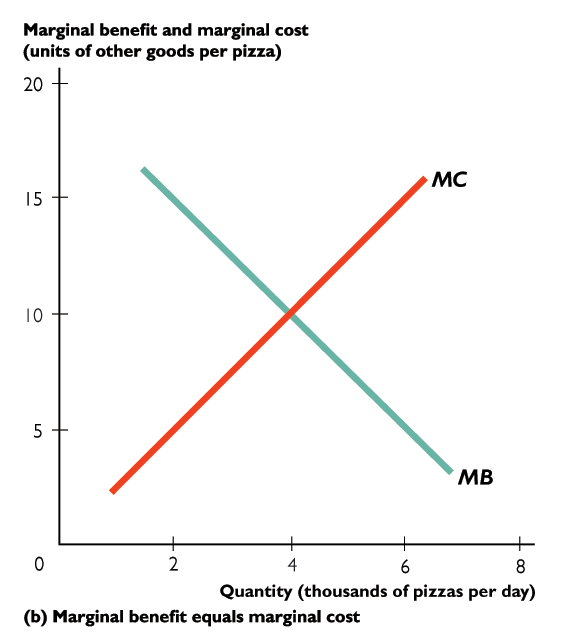 Marginal benefit and marginal cost
(units of other goods per pizza)
20
15
10
5
0
MC
MB
2
4
6
8
Quantity (thousands of pizzas per day)
(b) Marginal benefit equals marginal cost